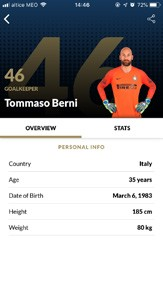 altice MEO 14:46 72%
46
46
GOALKEEPER
Tommaso Berni
OVERVIEW STATS
PERSONAL INFO
Country Italy
Age 35 years
Date of Birth March 6, 1983
Height 185 cm
Weight 80 kg